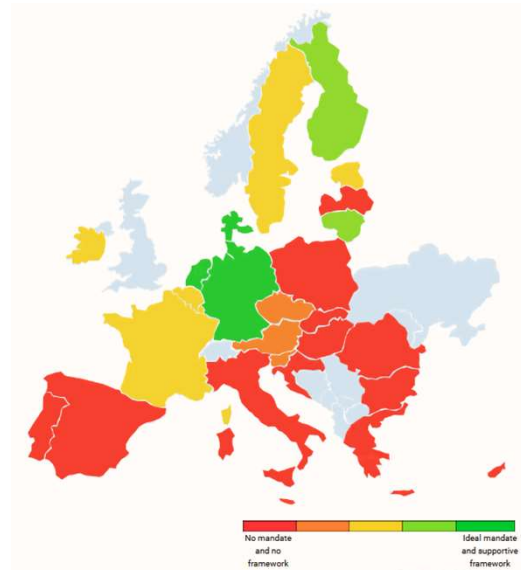 No mandate
and no
framework
Ideal mandate
and supportive
framework